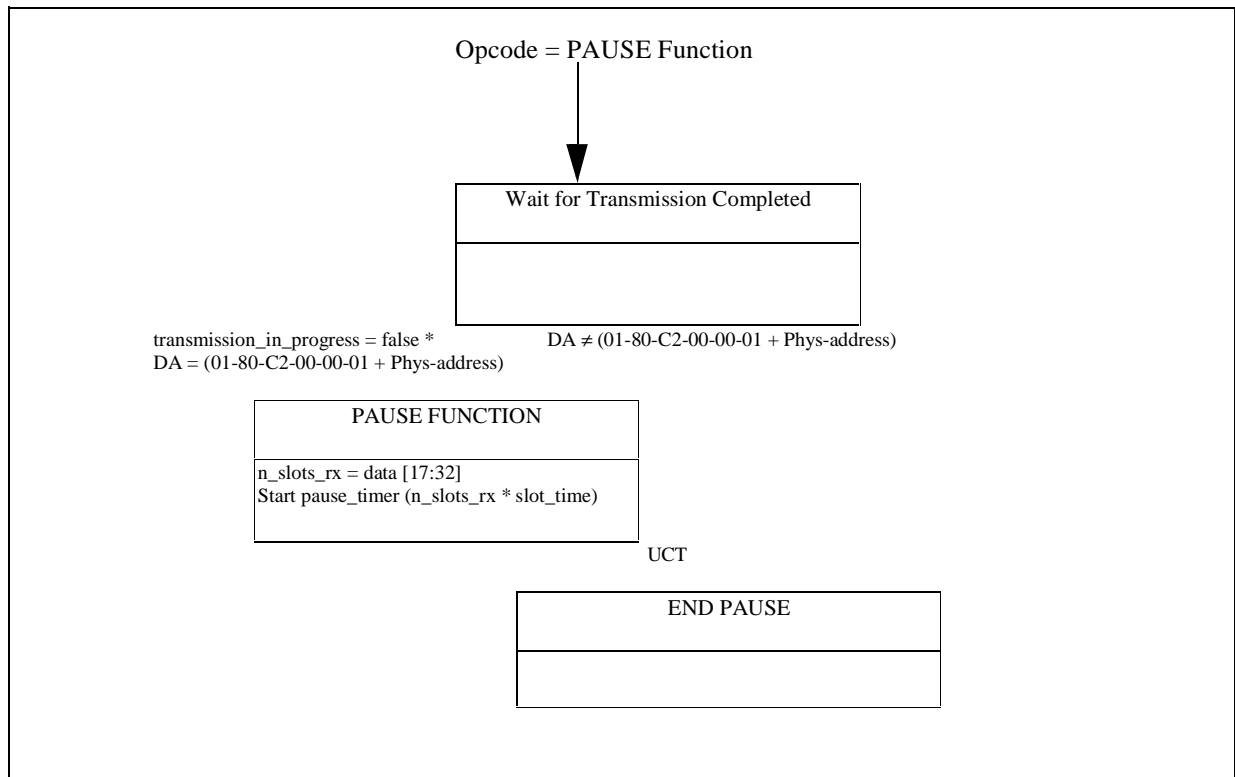 Opcode = PAUSE Function
Wait for Transmission Completed
transmission_in_progress = false *
DA = (01-80-C2-00-00-01 + Phys-address)
DA ≠ (01-80-C2-00-00-01 + Phys-address)
PAUSE FUNCTION
n_slots_rx = data [17:32]
Start pause_timer (n_slots_rx * slot_time)
UCT
END PAUSE